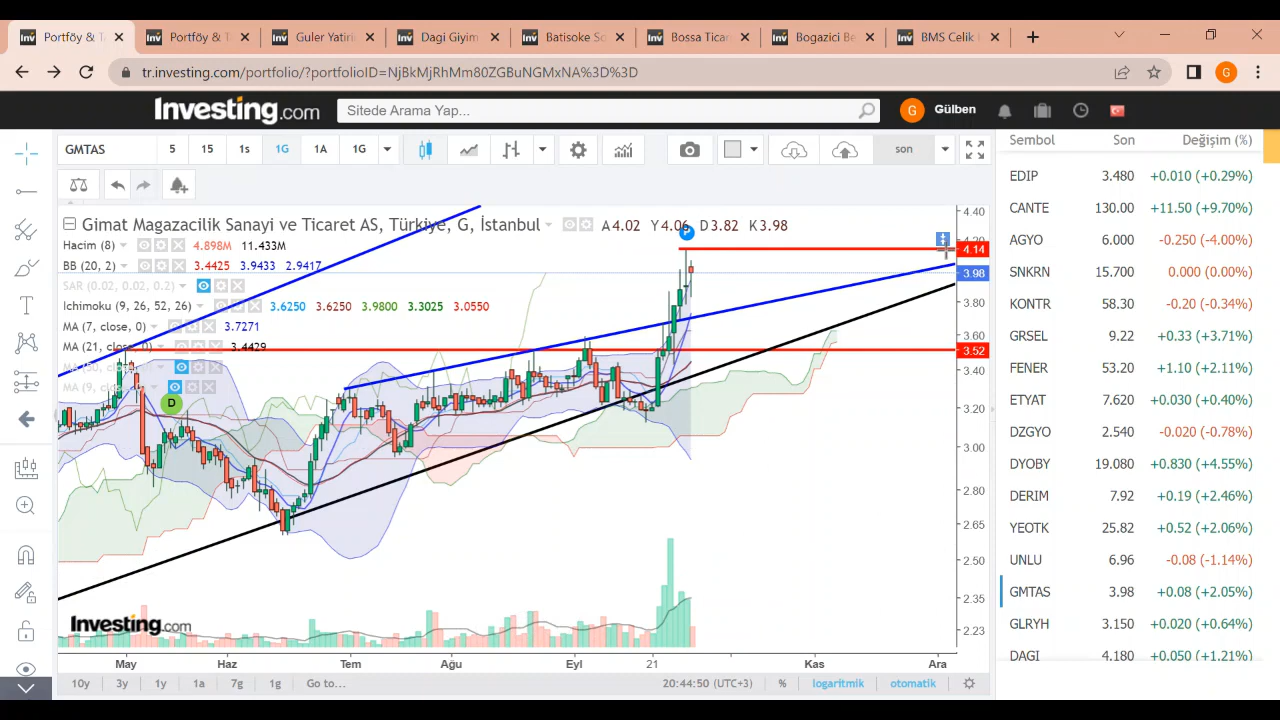 Portföy & T
Portföy & T
Guler Yatiri
Dagi Giyim
Batisoke So
Bossa Tica
Bogazici Be
BMS Celik
tr.investing.com/portfolio/?portfolioID=NjBkMjRhMm80ZGBuNGMxNA%3D%3D
G
Investing.com
Sitede Arama Yap...
G
Gülben
GMTAS
5
15
1s
1G
1A
1G
son
Sembol Son Değişim (%)
Gimat Magazacilik Sanayi ve Ticaret AS, Türkiye, G, İstanbul
A4.02 Y4.06 D3.82 K3.98
Hacim (8) 4.898M 11.433M
BB (20, 2) 3.4425 3.9433 2.9417
SAR (0.02, 0.02, 0.2)
Ichimoku (9, 26, 52, 26) 3.6250 3.6250 3.9800 3.3025 3.0550
MA (7, close, 0) 3.7271
MA (21, close, 0) 3.4429
MA (9, close, 0)
P
D
4.40
4.14
3.98
3.80
3.60
3.52
3.40
3.20
3.00
2.80
2.65
2.50
2.35
2.23
Investing.com
May Haz Tem Ağu Eyl 21 Kas Ara
10y 3y 1y 1a 7g 1g Go to...
20:44:50 (UTC+3) % logaritmik otomatik
EDIP 3.480 +0.010 (+0.29%)
CANTE 130.00 +11.50 (+9.70%)
AGYO 6.000 -0.250 (-4.00%)
SNKRN 15.700 0.000 (0.00%)
KONTR 58.30 -0.20 (-0.34%)
GRSEL 9.22 +0.33 (+3.71%)
FENER 53.20 +1.10 (+2.11%)
ETYAT 7.620 +0.030 (+0.40%)
DZGYO 2.540 -0.020 (-0.78%)
DYOBY 19.080 +0.830 (+4.55%)
DERIM 7.92 +0.19 (+2.46%)
YEOTK 25.82 +0.52 (+2.06%)
UNLU 6.96 -0.08 (-1.14%)
GMTAS 3.98 +0.08 (+2.05%)
GLRYH 3.150 +0.020 (+0.64%)
DAGI 4.180 +0.050 (+1.21%)